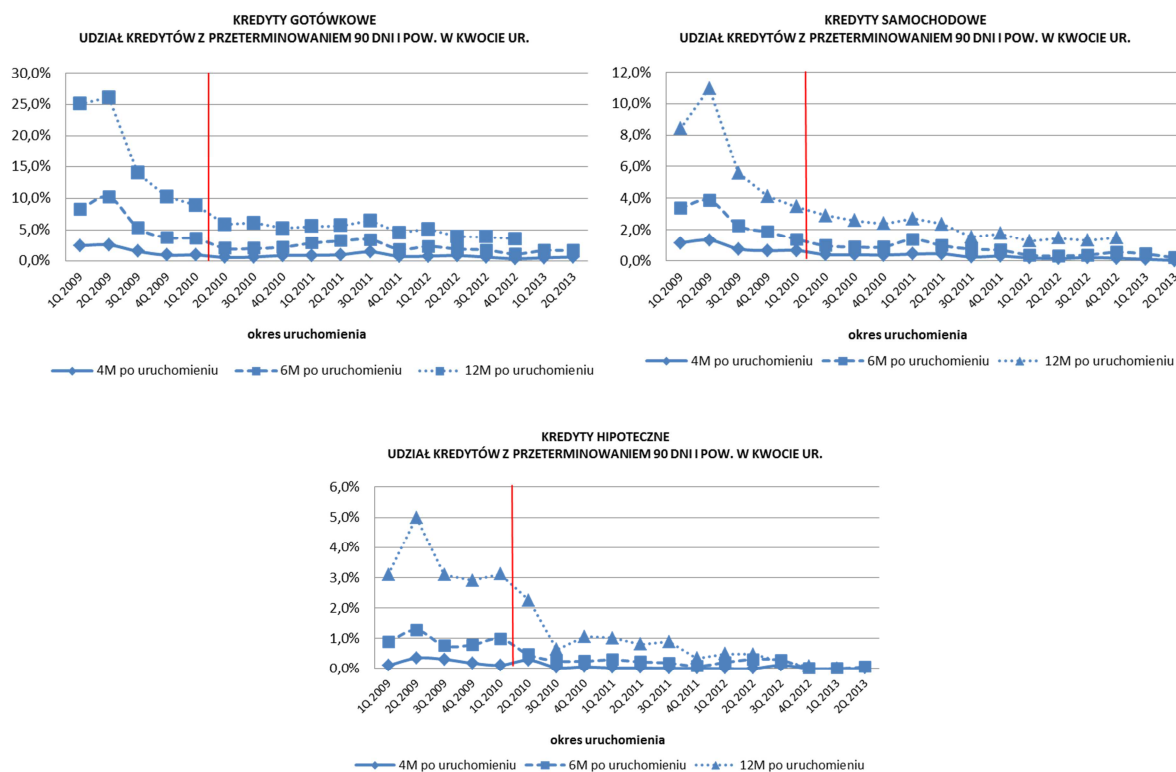 KREDYTY GOTÓWKOWE
UDZIAŁ KREDYTÓW Z PRZETERMINOWANIEM 90 DNI I POW. W KWOCIE UR.
30,0%
25,0%
20,0%
15,0%
10,0%
5,0%
0,0%
1Q 2009
2Q 2009
3Q 2009
4Q 2009
1Q 2010
2Q 2010
3Q 2010
4Q 2010
1Q 2011
2Q 2011
3Q 2011
4Q 2011
1Q 2012
2Q 2012
3Q 2012
4Q 2012
1Q 2013
2Q 2013
okres uruchomienia
4M po uruchomieniu 6M po uruchomieniu 12M po uruchomieniu
KREDYTY SAMOCHODOWE
UDZIAŁ KREDYTÓW Z PRZETERMINOWANIEM 90 DNI I POW. W KWOCIE UR.
12,0%
10,0%
8,0%
6,0%
4,0%
2,0%
0,0%
1Q 2009
2Q 2009
3Q 2009
4Q 2009
1Q 2010
2Q 2010
3Q 2010
4Q 2010
1Q 2011
2Q 2011
3Q 2011
4Q 2011
1Q 2012
2Q 2012
3Q 2012
4Q 2012
1Q 2013
2Q 2013
okres uruchomienia
4M po uruchomieniu 6M po uruchomieniu 12M po uruchomieniu
KREDYTY HIPOTECZNE
UDZIAŁ KREDYTÓW Z PRZETERMINOWANIEM 90 DNI I POW. W KWOCIE UR.
6,0%
5,0%
4,0%
3,0%
2,0%
1,0%
0,0%
1Q 2009
2Q 2009
3Q 2009
4Q 2009
1Q 2010
2Q 2010
3Q 2010
4Q 2010
1Q 2011
2Q 2011
3Q 2011
4Q 2011
1Q 2012
2Q 2012
3Q 2012
4Q 2012
1Q 2013
2Q 2013
okres uruchomienia
4M po uruchomieniu 6M po uruchomieniu 12M po uruchomieniu